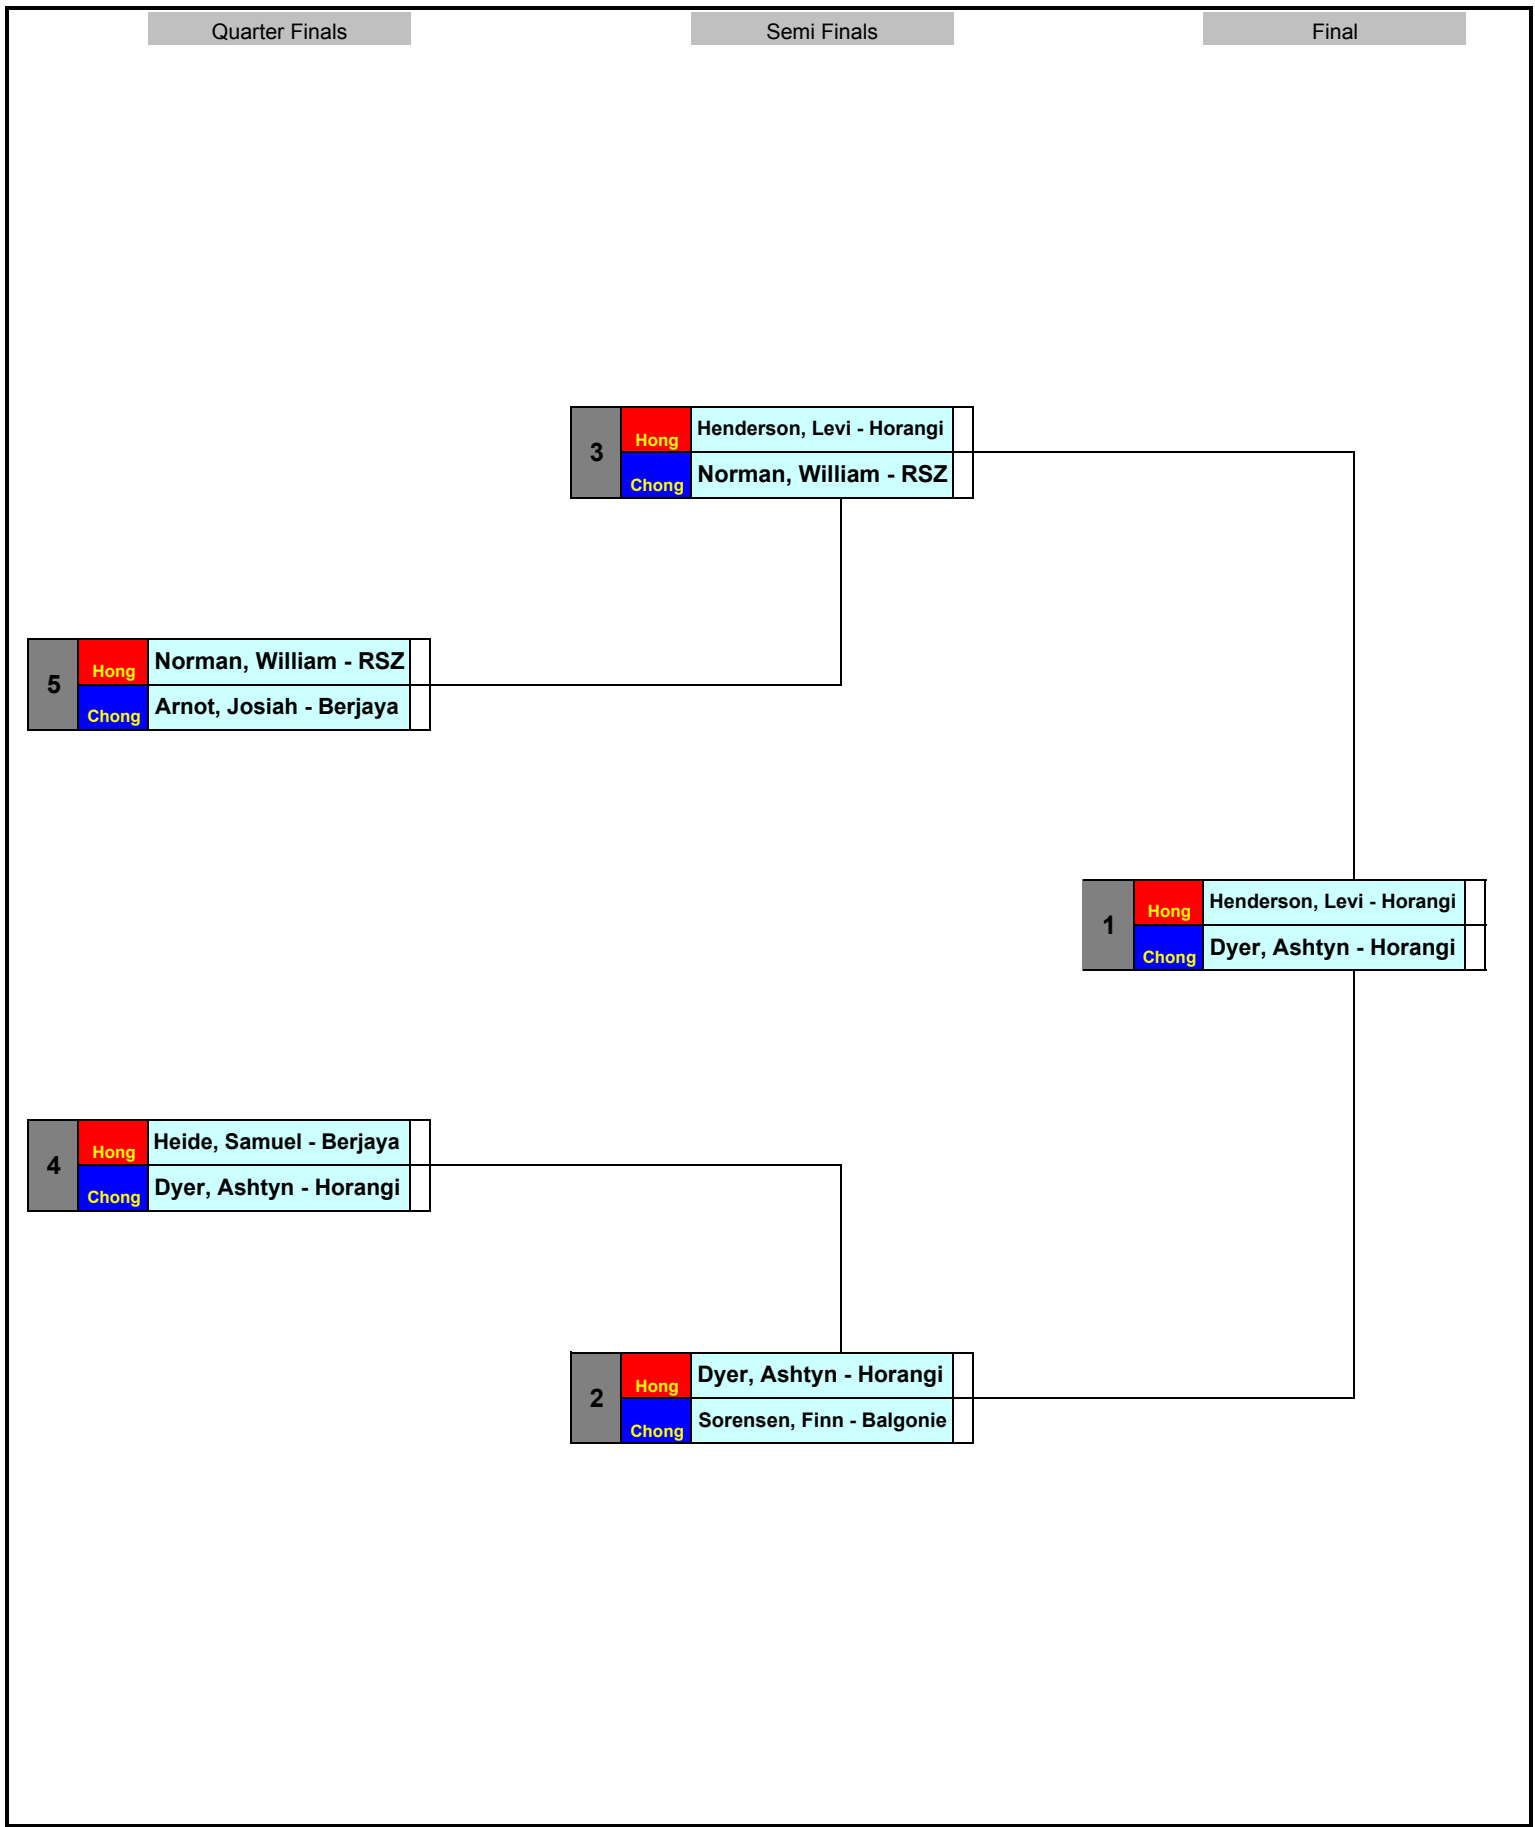 Quarter Finals
Semi Finals
Final
3
Hong
Henderson, Levi - Horangi
Chong
Norman, William - RSZ
5
Hong
Norman, William - RSZ
Chong
Arnot, Josiah - Berjaya
1
Hong
Henderson, Levi - Horangi
Chong
Dyer, Ashtyn - Horangi
4
Hong
Heide, Samuel - Berjaya
Chong
Dyer, Ashtyn - Horangi
2
Hong
Dyer, Ashtyn - Horangi
Chong
Sorensen, Finn - Balgonie